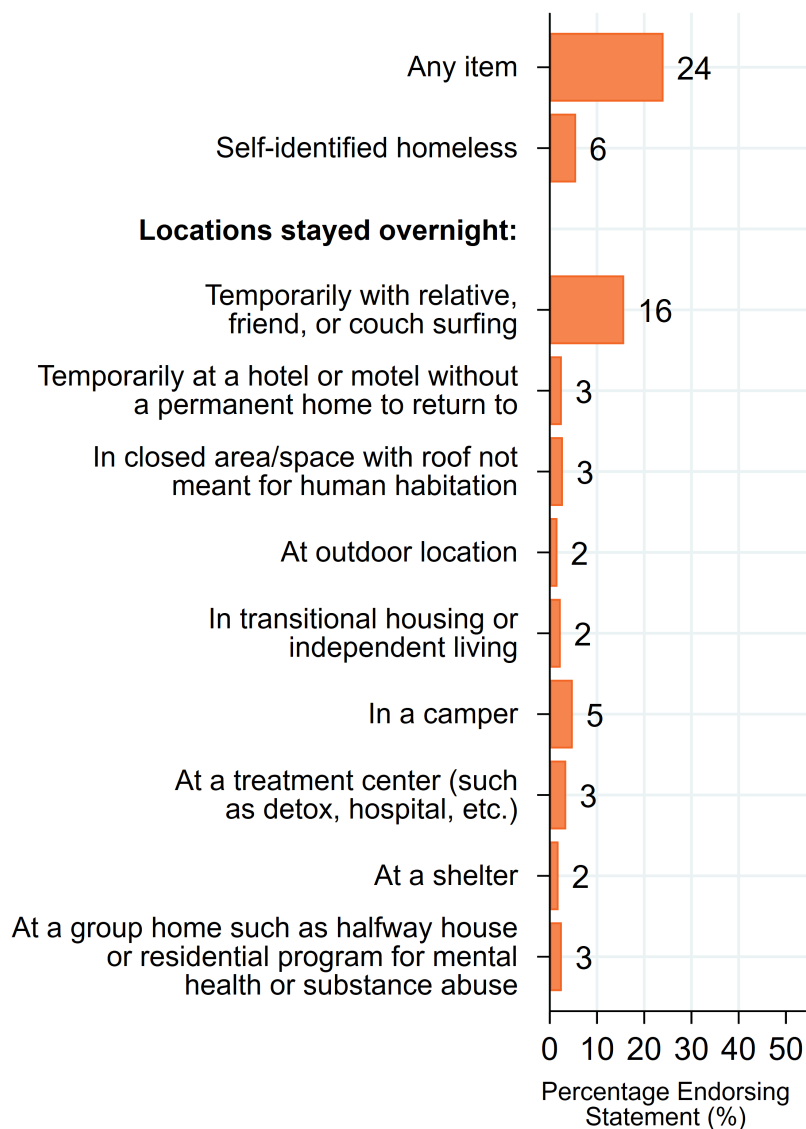 Any item
24
Self-identified homeless
6
Locations stayed overnight:
Temporarily with relative,
friend, or couch surfing
16
Temporarily at a hotel or motel without
a permanent home to return to
3
In closed area/space with roof not
meant for human habitation
3
At outdoor location
2
In transitional housing or
independent living
2
In a camper
5
At a treatment center (such
as detox, hospital, etc.)
3
At a shelter
2
At a group home such as halfway house
or residential program for mental
health or substance abuse
3
0 10 20 30 40 50
Percentage Endorsing
Statement (%)